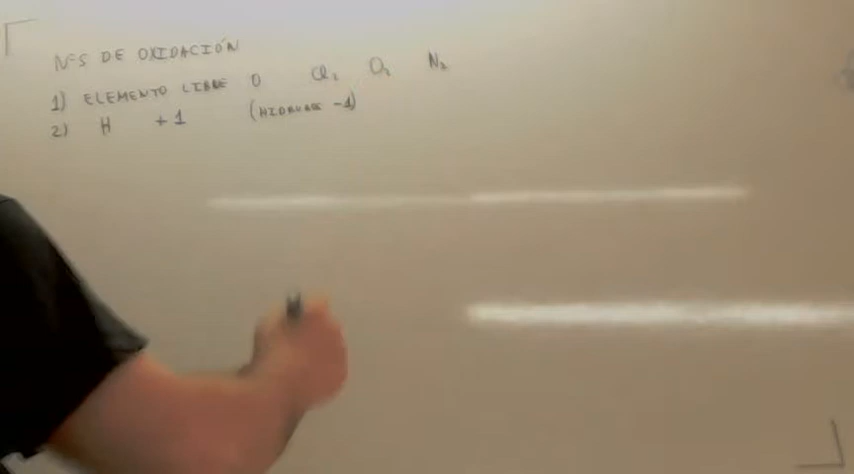 NºS DE OXIDACIÓN
1) ELEMENTO LIBRE 0 Cl₂ O₂ N₂
2) H +1 (HIDRUROS -1)